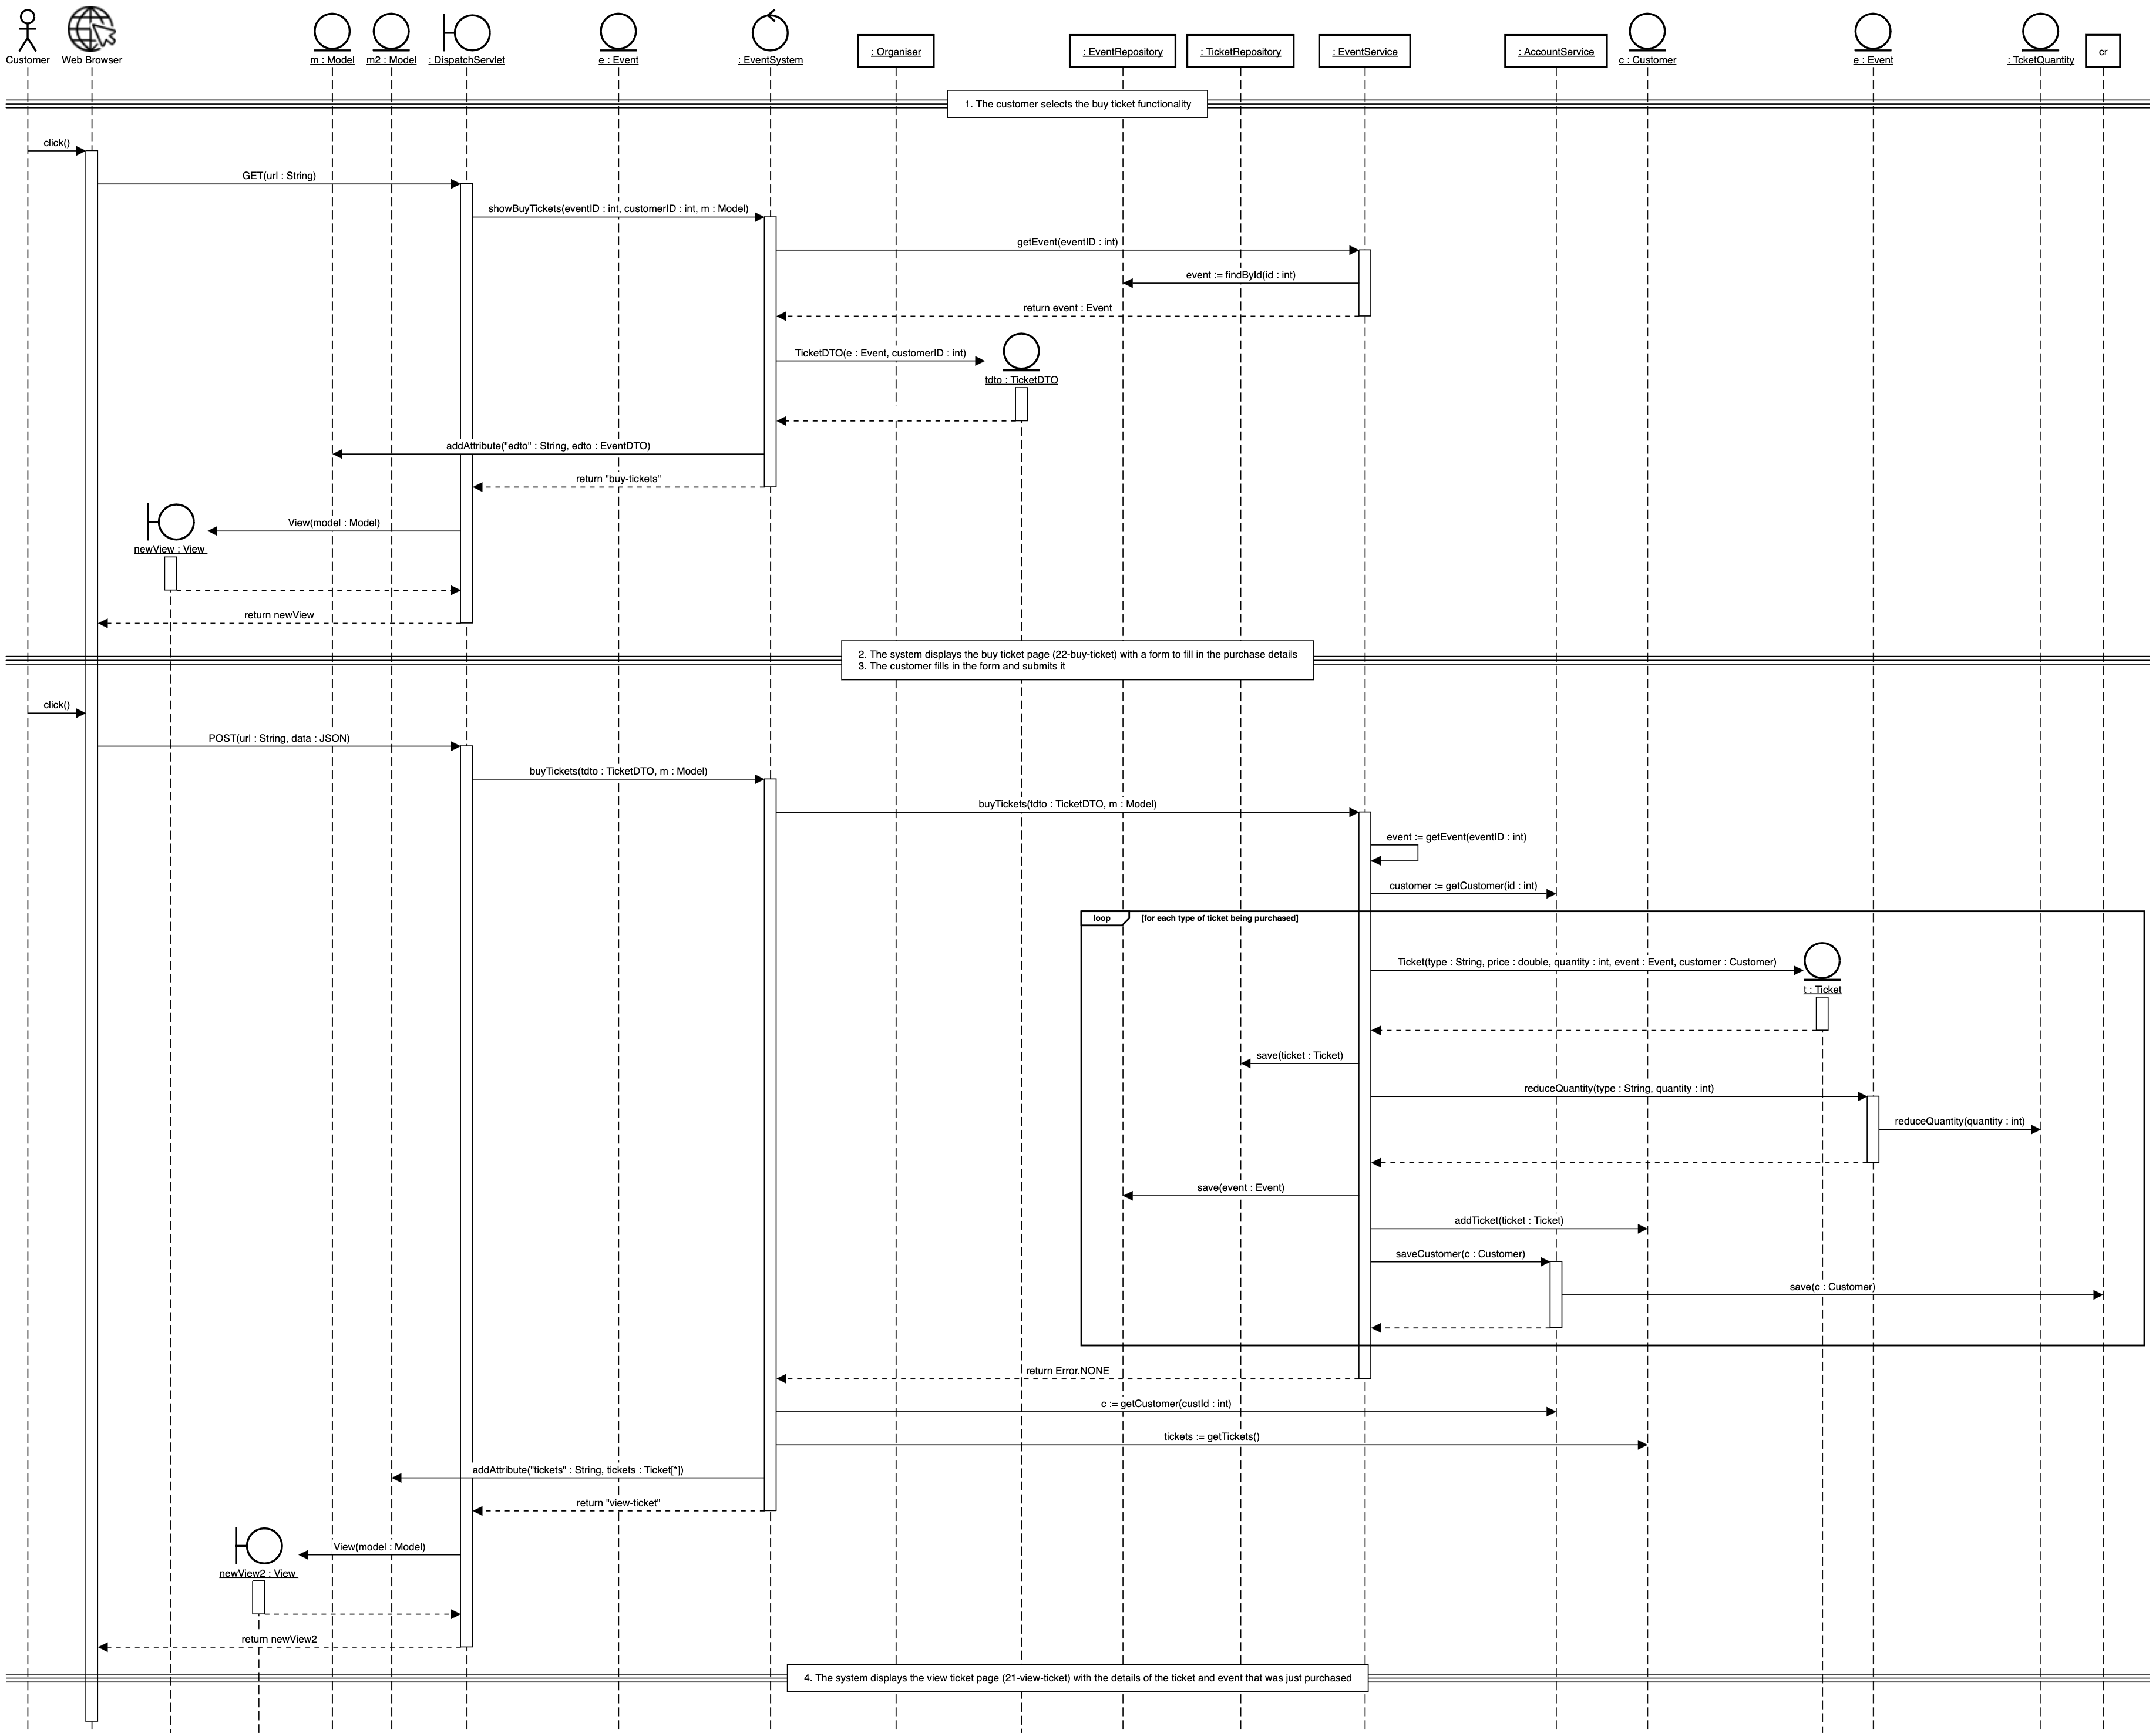 Customer
Web Browser
m : Model
m2 : Model
: DispatchServlet
e : Event
: EventSystem
: Organiser
: EventRepository
: TicketRepository
: EventService
: AccountService
c : Customer
e : Event
: TcketQuantity
cr
1. The customer selects the buy ticket functionality
click()
GET(url : String)
showBuyTickets(eventID : int, customerID : int, m : Model)
getEvent(eventID : int)
event := findById(id : int)
return event : Event
TicketDTO(e : Event, customerID : int)
tdto : TicketDTO
addAttribute("edto" : String, edto : EventDTO)
return "buy-tickets"
View(model : Model)
newView : View
return newView
2. The system displays the buy ticket page (22-buy-ticket) with a form to fill in the purchase details
3. The customer fills in the form and submits it
click()
POST(url : String, data : JSON)
buyTickets(tdto : TicketDTO, m : Model)
buyTickets(tdto : TicketDTO, m : Model)
event := getEvent(eventID : int)
customer := getCustomer(id : int)
loop [for each type of ticket being purchased]
Ticket(type : String, price : double, quantity : int, event : Event, customer : Customer)
t : Ticket
save(ticket : Ticket)
reduceQuantity(type : String, quantity : int)
reduceQuantity(quantity : int)
save(event : Event)
addTicket(ticket : Ticket)
saveCustomer(c : Customer)
save(c : Customer)
return Error.NONE
c := getCustomer(custId : int)
tickets := getTickets()
addAttribute("tickets" : String, tickets : Ticket[*])
return "view-ticket"
View(model : Model)
newView2 : View
return newView2
4. The system displays the view ticket page (21-view-ticket) with the details of the ticket and event that was just purchased